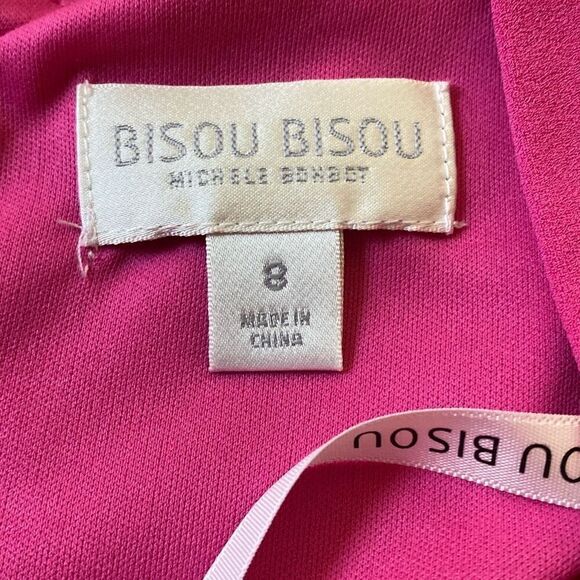 BISOU BISOU
MICHELE BOHBOT
8
MADE IN
CHINA
OU BISOU